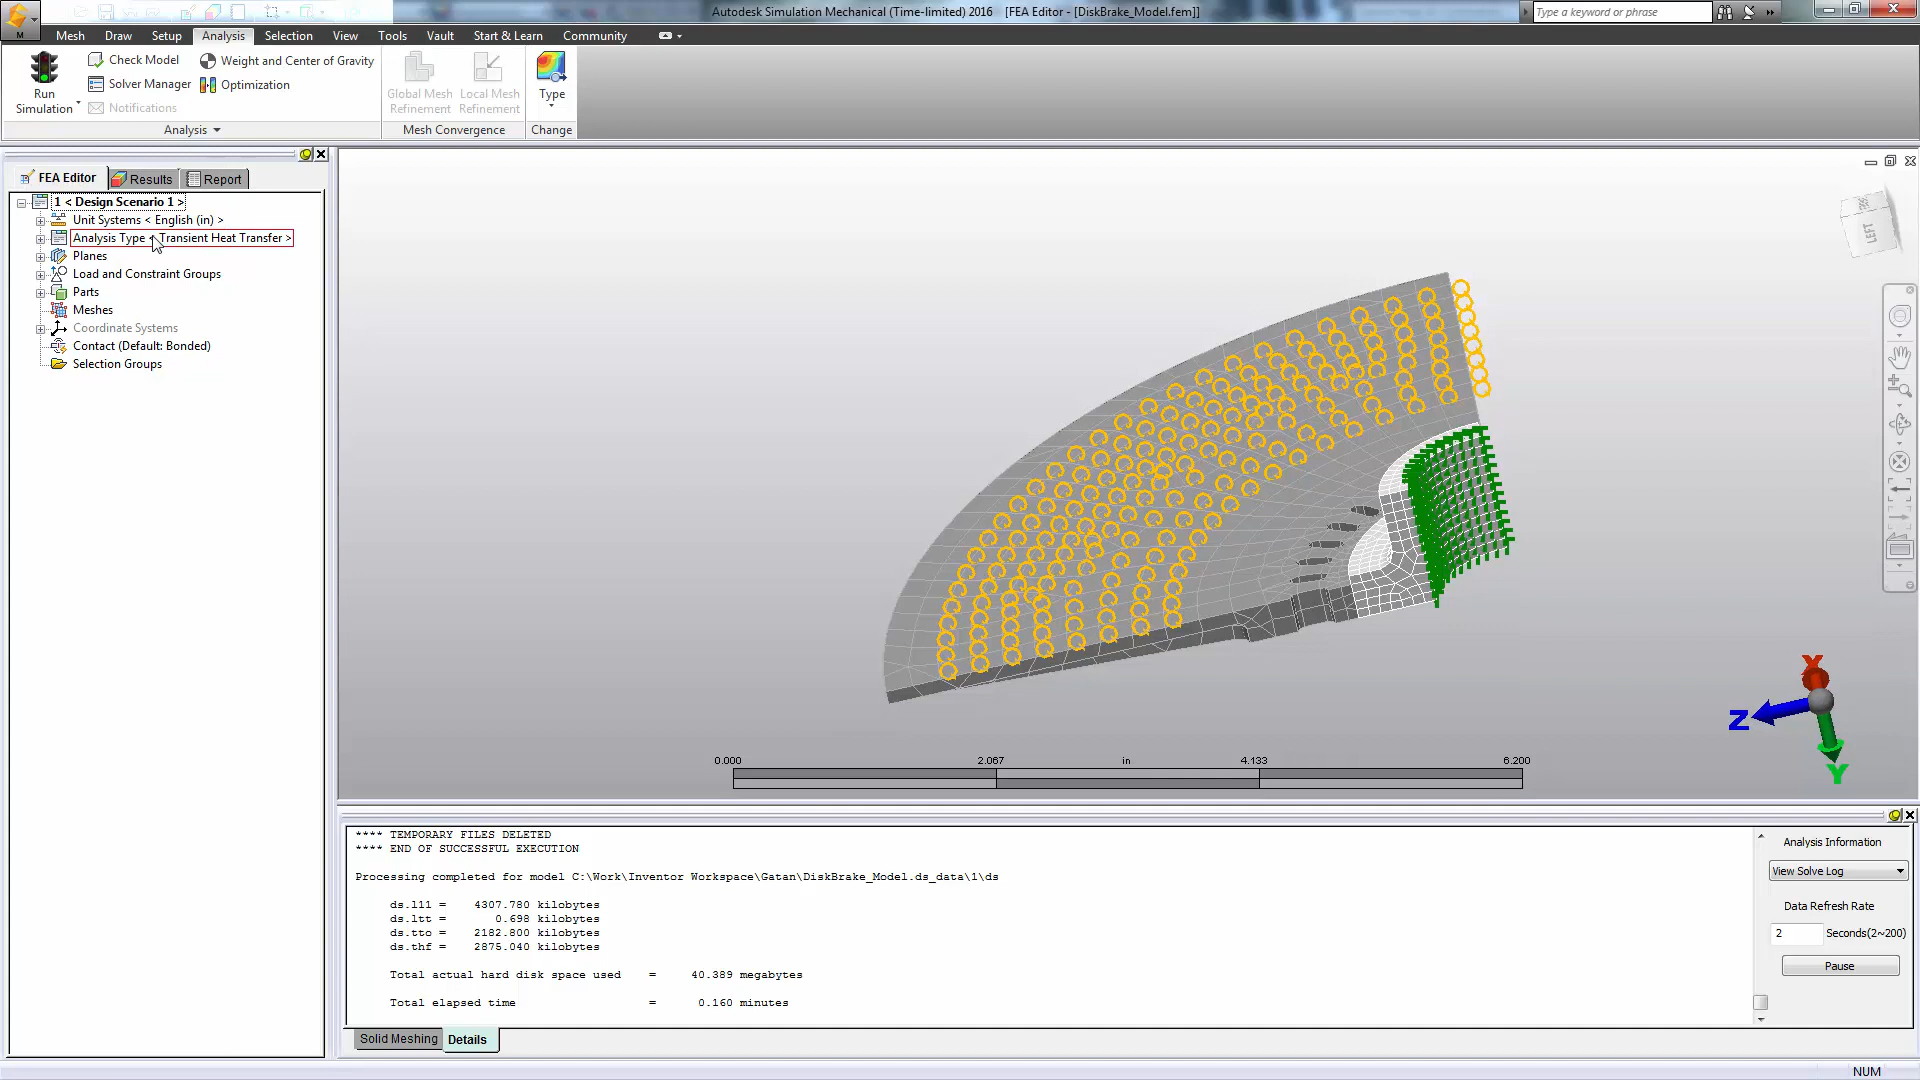 Autodesk Simulation Mechanical (Time-limited) 2016 - [FEA Editor - [DiskBrake_Model.fem]]
Type a keyword or phrase
M
Mesh Draw Setup Analysis Selection View Tools Vault Start & Learn Community
Run Simulation
Check Model
Solver Manager
Notifications
Weight and Center of Gravity
Optimization
Global Mesh Refinement
Local Mesh Refinement
Type
Analysis
Mesh Convergence
Change
FEA Editor Results Report
1 < Design Scenario 1 >
Unit Systems < English (in) >
Analysis Type < Transient Heat Transfer >
Planes
Load and Constraint Groups
Parts
Meshes
Coordinate Systems
Contact (Default: Bonded)
Selection Groups
LEFT
X
Z
Y
0.000 2.067 in 4.133 6.200
**** TEMPORARY FILES DELETED
**** END OF SUCCESSFUL EXECUTION
Processing completed for model C:\Work\Inventor Workspace\Gatan\DiskBrake_Model.ds_data\1\ds
ds.l11 = 4307.780 kilobytes
ds.ltt = 0.698 kilobytes
ds.tto = 2182.800 kilobytes
ds.thf = 2875.040 kilobytes
Total actual hard disk space used = 40.389 megabytes
Total elapsed time = 0.160 minutes
Analysis Information
View Solve Log
Data Refresh Rate
2 Seconds(2~200)
Pause
Solid Meshing Details
NUM